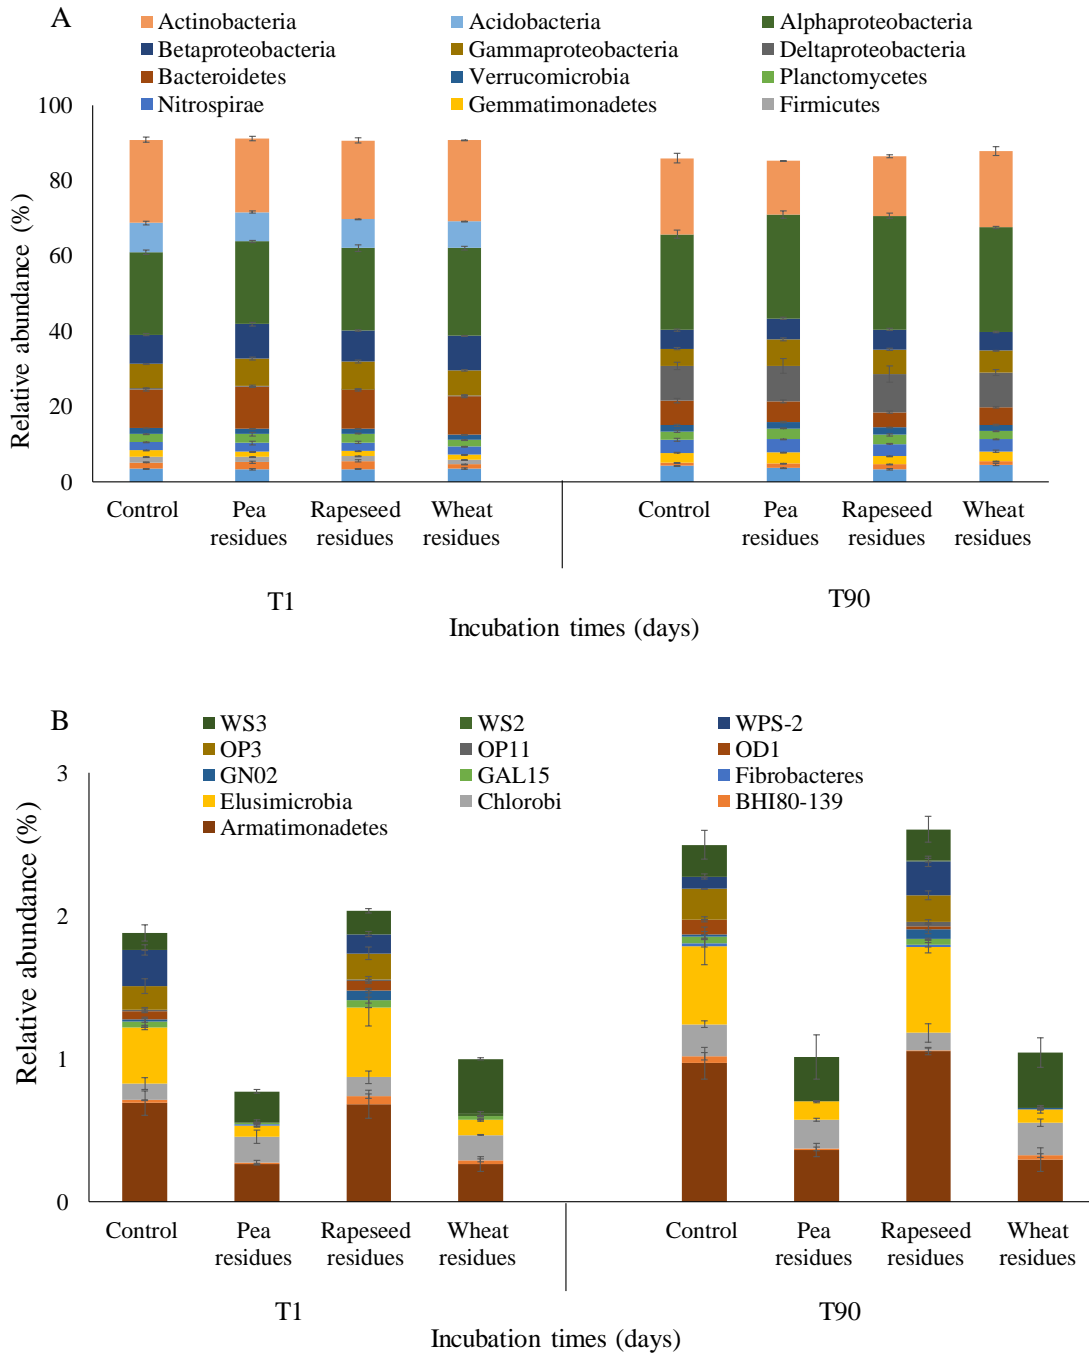 A
Actinobacteria Acidobacteria Alphaproteobacteria
Betaproteobacteria Gammaproteobacteria Deltaproteobacteria
Bacteroidetes Verrucomicrobia Planctomycetes
Nitrospirae Gemmatimonadetes Firmicutes
Relative abundance (%)
100
80
60
40
20
0
Control Pea residues Rapeseed residues Wheat residues Control Pea residues Rapeseed residues Wheat residues
T1 T90
Incubation times (days)
B
WS3 WS2 WPS-2
OP3 OP11 OD1
GN02 GAL15 Fibrobacteres
Elusimicrobia Chlorobi BHI80-139
Armatimonadetes
Relative abundance (%)
3
2
1
0
Control Pea residues Rapeseed residues Wheat residues Control Pea residues Rapeseed residues Wheat residues
T1 T90
Incubation times (days)